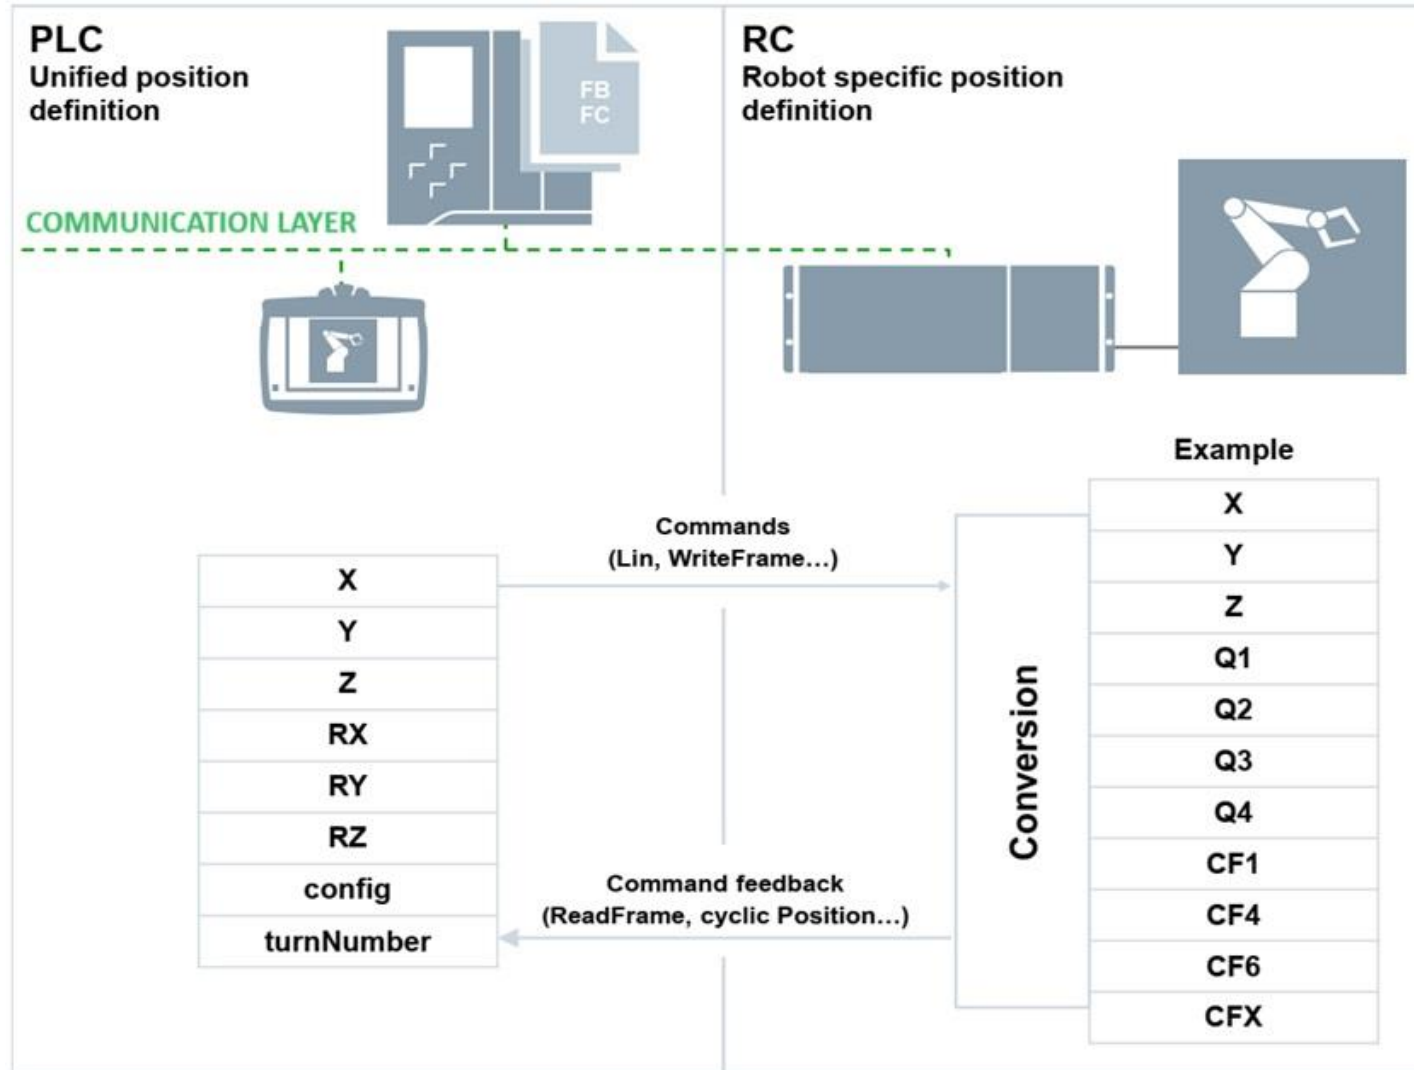 PLC
Unified position
definition
FB
FC
RC
Robot specific position
definition
COMMUNICATION LAYER
Example
Commands
(Lin, WriteFrame...)
X
Y
Z
RX
RY
RZ
config
turnNumber
Command feedback
(ReadFrame, cyclic Position...)
Conversion
X
Y
Z
Q1
Q2
Q3
Q4
CF1
CF4
CF6
CFX